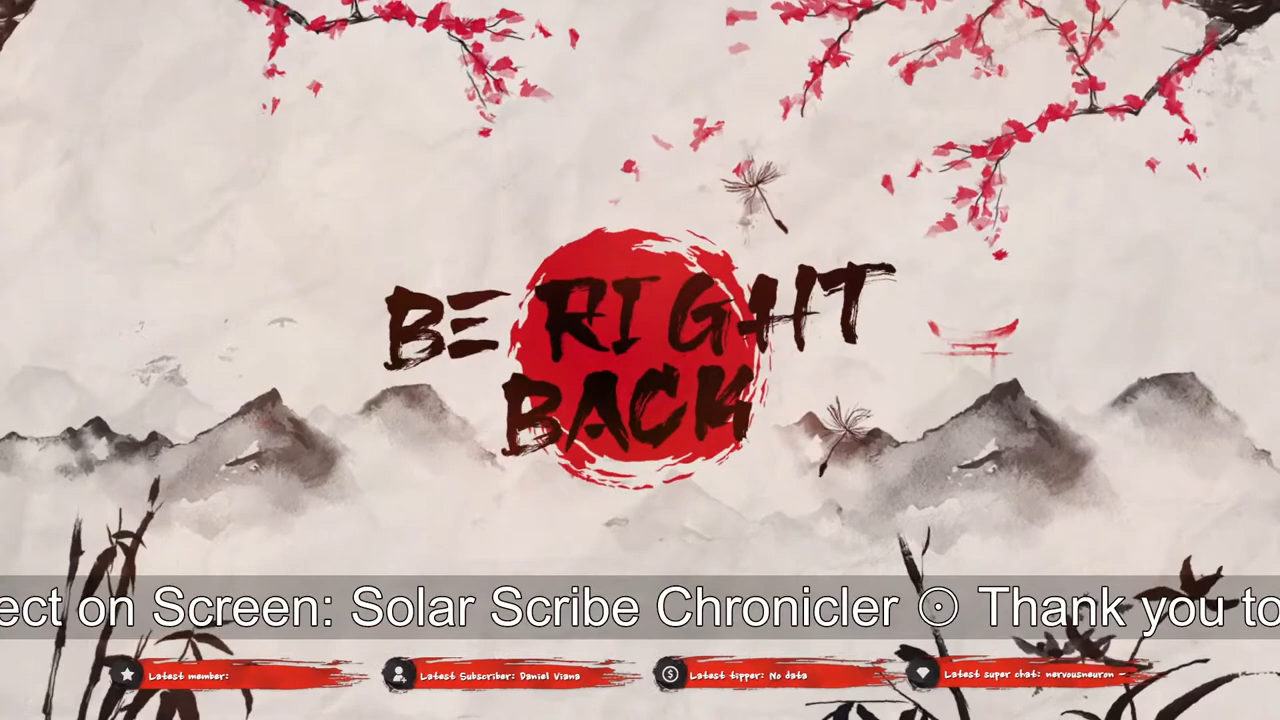 BE RIGHT
BACK
ect on Screen: Solar Scribe Chronicler ☉ Thank you to
Latest member:
Latest Subscriber: Daniel Viana
Latest tipper: No data
Latest super chat: nervousneuron -